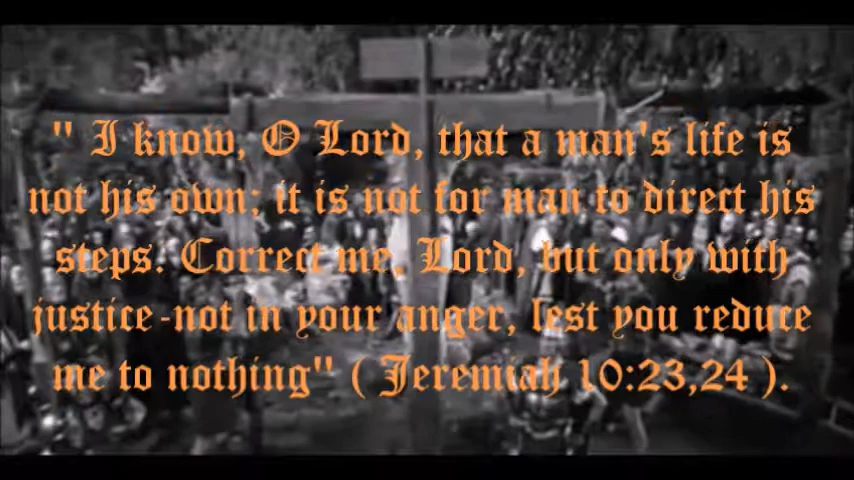 " I know, O Lord, that a man's life is
not his own; it is not for man to direct his
steps. Correct me, Lord, but only with
justice-not in your anger, lest you reduce
me to nothing" ( Jeremiah 10:23,24 ).